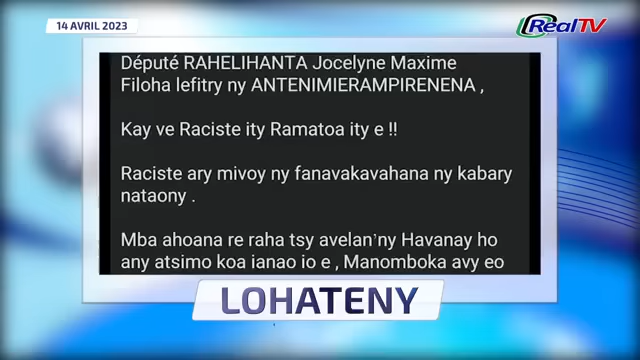 14 AVRIL 2023
RealTV
Député RAHELIHANTA Jocelyne Maxime
Filoha lefitry ny ANTENIMIERAMPIRENENA ,
Kay ve Raciste ity Ramatoa ity e !!
Raciste ary mivoy ny fanavakavahana ny kabary
nataony .
Mba ahoana re raha tsy avelan'ny Havanay ho
any atsimo koa ianao io e , Manomboka avy eo
LOHATENY